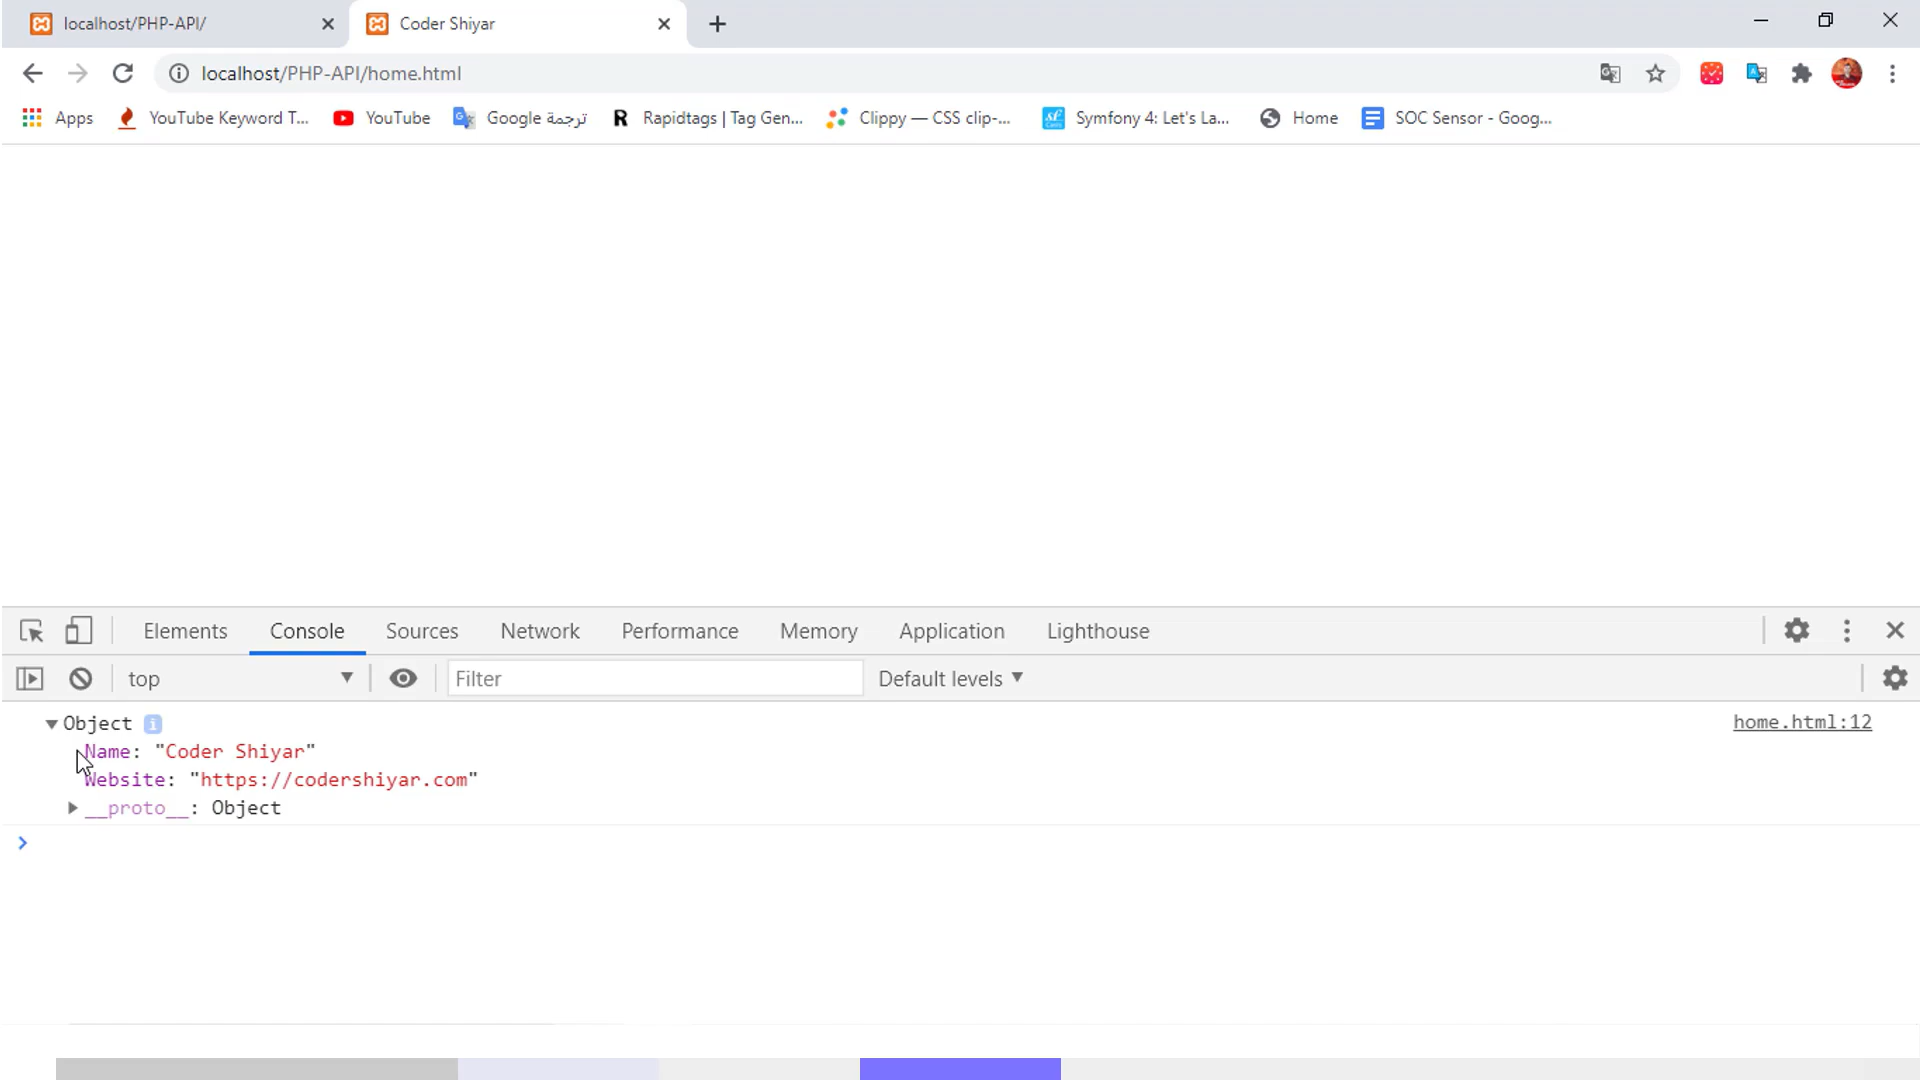 localhost/PHP-API/
Coder Shiyar
localhost/PHP-API/home.html
Apps
YouTube Keyword T...
YouTube
ترجمة Google
Rapidtags | Tag Gen...
Clippy — CSS clip-...
Symfony 4: Let's La...
Home
SOC Sensor - Goog...
Elements Console Sources Network Performance Memory Application Lighthouse
top Filter Default levels ▼
Object i home.html:12
Name: "Coder Shiyar"
Website: "https://codershiyar.com"
__proto__: Object